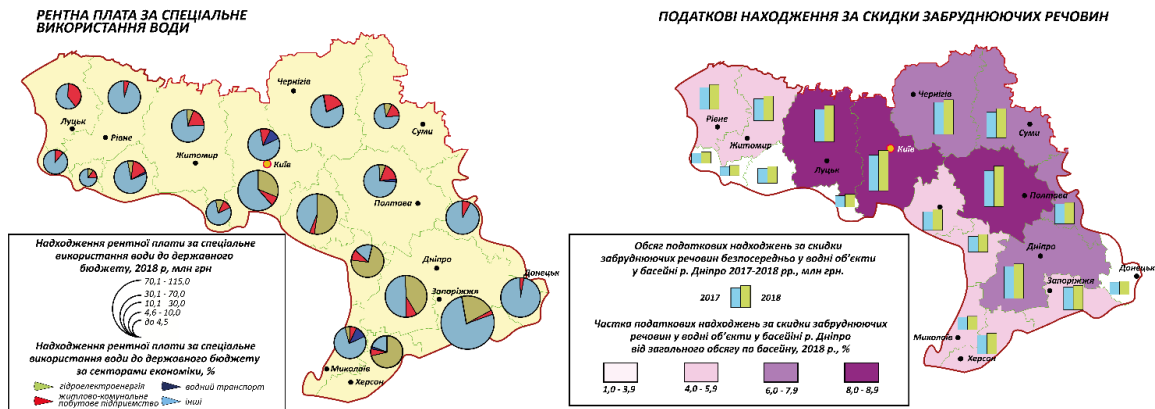 РЕНТНА ПЛАТА ЗА СПЕЦІАЛЬНЕ
ВИКОРИСТАННЯ ВОДИ
Чернігів
Луцьк
Рівне
Житомир
Київ
Суми
Полтава
Дніпро
Донецьк
Запоріжжя
Миколаїв
Херсон
Надходження рентної плати за спеціальне
використання води до державного
бюджету, 2018 р, млн грн
70,1 - 115,0
30,1 - 70,0
10,1 30,0
4,6 - 10,0
до 4,5
Надходження рентної плати за спеціальне
використання води до державного бюджету
за секторами економіки, %
гідроелектроенергія
водний транспорт
житлово-комунальне
побутове підприємство
інші
ПОДАТКОВІ НАХОДЖЕННЯ ЗА СКИДКИ ЗАБРУДНЮЮЧИХ РЕЧОВИН
Чернігів
Рівне
Житомир
Київ
Суми
Луцьк
Полтава
Дніпро
Донецьк
Запоріжжя
Миколаїв
Херсон
Обсяг податкових надходжень за скидки
забруднюючих речовин безпосередньо у водні об'єкти
у басейні р. Дніпро 2017-2018 рр., млн грн.
2017
2018
Частка податкових надходжень за скидки забруднюючих
речовин у водні об'єкти у бейсійні р. Дніпро
від загального обсягу по басейну, 2018 р., %
1,0 - 3,9
4,0 - 5,9
6,0 - 7,9
8,0 - 8,9